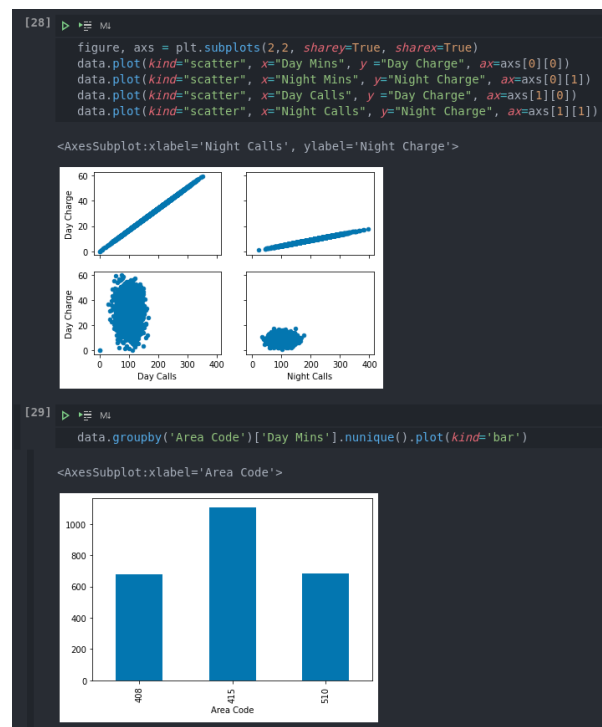 [28] M↓
figure, axs = plt.subplots(2,2, sharey=True, sharex=True)
data.plot(kind="scatter", x="Day Mins", y ="Day Charge", ax=axs[0][0])
data.plot(kind="scatter", x="Night Mins", y="Night Charge", ax=axs[0][1])
data.plot(kind="scatter", x="Day Calls", y ="Day Charge", ax=axs[1][0])
data.plot(kind="scatter", x="Night Calls", y="Night Charge", ax=axs[1][1])
<AxesSubplot:xlabel='Night Calls', ylabel='Night Charge'>
60
40
20
0
Day Charge
60
40
20
0
Day Charge
0 100 200 300 400
Day Calls
0 100 200 300 400
Night Calls
[29] M↓
data.groupby('Area Code')['Day Mins'].nunique().plot(kind='bar')
<AxesSubplot:xlabel='Area Code'>
1000
800
600
400
200
0
408
415
510
Area Code